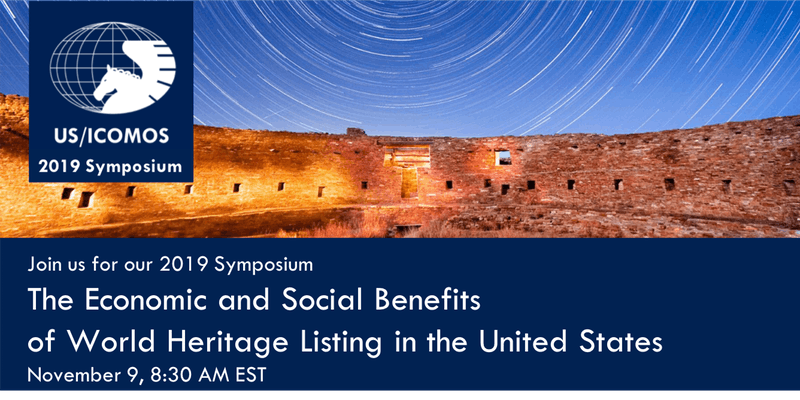 US/ICOMOS
2019 Symposium
Join us for our 2019 Symposium
The Economic and Social Benefits
of World Heritage Listing in the United States
November 9, 8:30 AM EST